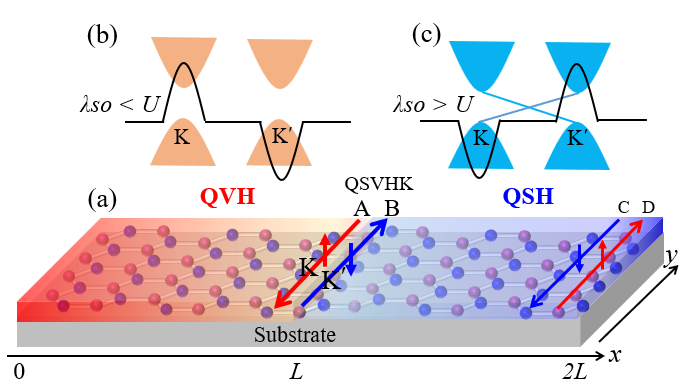 (b)
(c)
λso < U
K
K′
λso > U
K
K′
(a)
QVH
QSVHK
QSH
A
B
C
D
K
K′
y
Substrate
x
0
L
2L